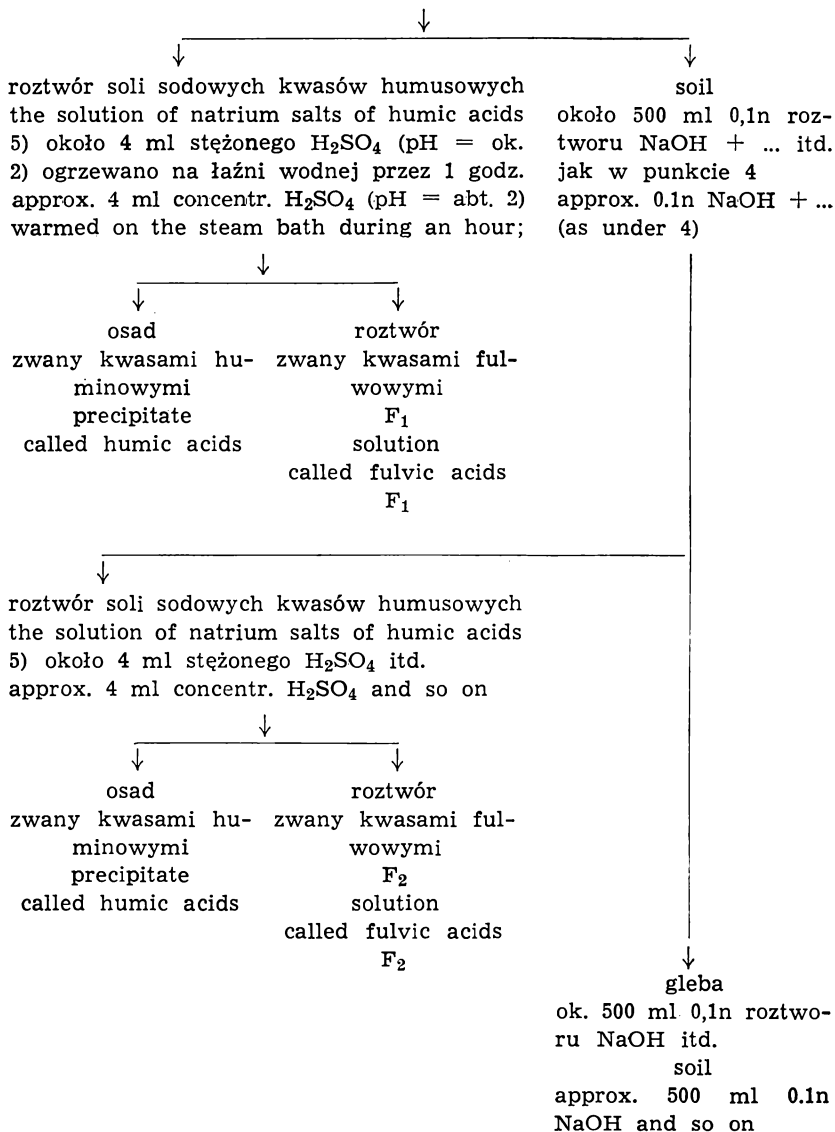 roztwór soli sodowych kwasów humusowych
the solution of natrium salts of humic acids
5) około 4 ml stężonego H₂SO₄ (pH = ok.
2) ogrzewano na łaźni wodnej przez 1 godz.
approx. 4 ml concentr. H₂SO₄ (pH = abt. 2)
warmed on the steam bath during an hour;
soil
około 500 ml 0,1n roz-
tworu NaOH + ... itd.
jak w punkcie 4
approx. 0.1n NaOH + ...
(as under 4)
osad
zwany kwasami hu-
minowymi
precipitate
called humic acids
roztwór
zwany kwasami ful-
wowymi
F₁
solution
called fulvic acids
F₁
roztwór soli sodowych kwasów humusowych
the solution of natrium salts of humic acids
5) około 4 ml stężonego H₂SO₄ itd.
approx. 4 ml concentr. H₂SO₄ and so on
osad
zwany kwasami hu-
minowymi
precipitate
called humic acids
roztwór
zwany kwasami ful-
wowymi
F₂
solution
called fulvic acids
F₂
gleba
ok. 500 ml 0,1n roztwo-
ru NaOH itd.
soil
approx. 500 ml 0.1n
NaOH and so on